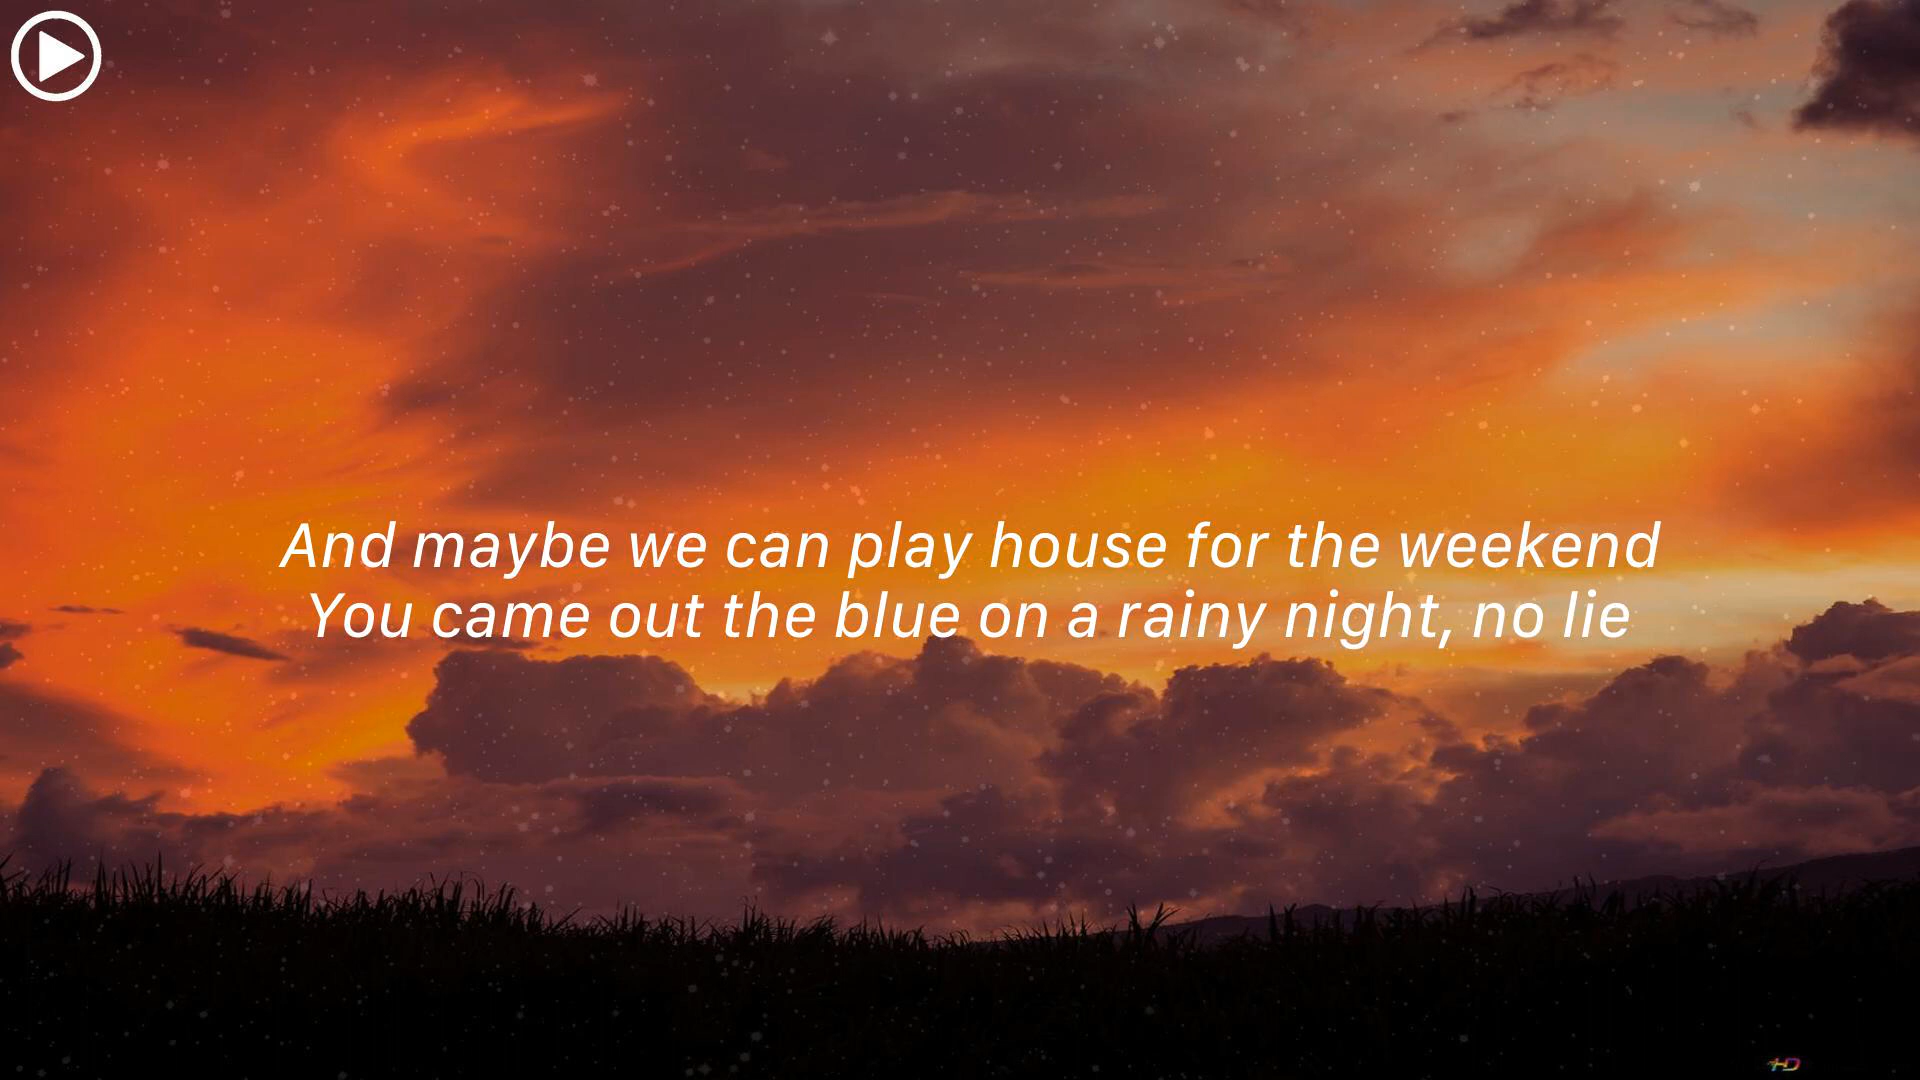 And maybe we can play house for the weekend
You came out the blue on a rainy night, no lie
HD